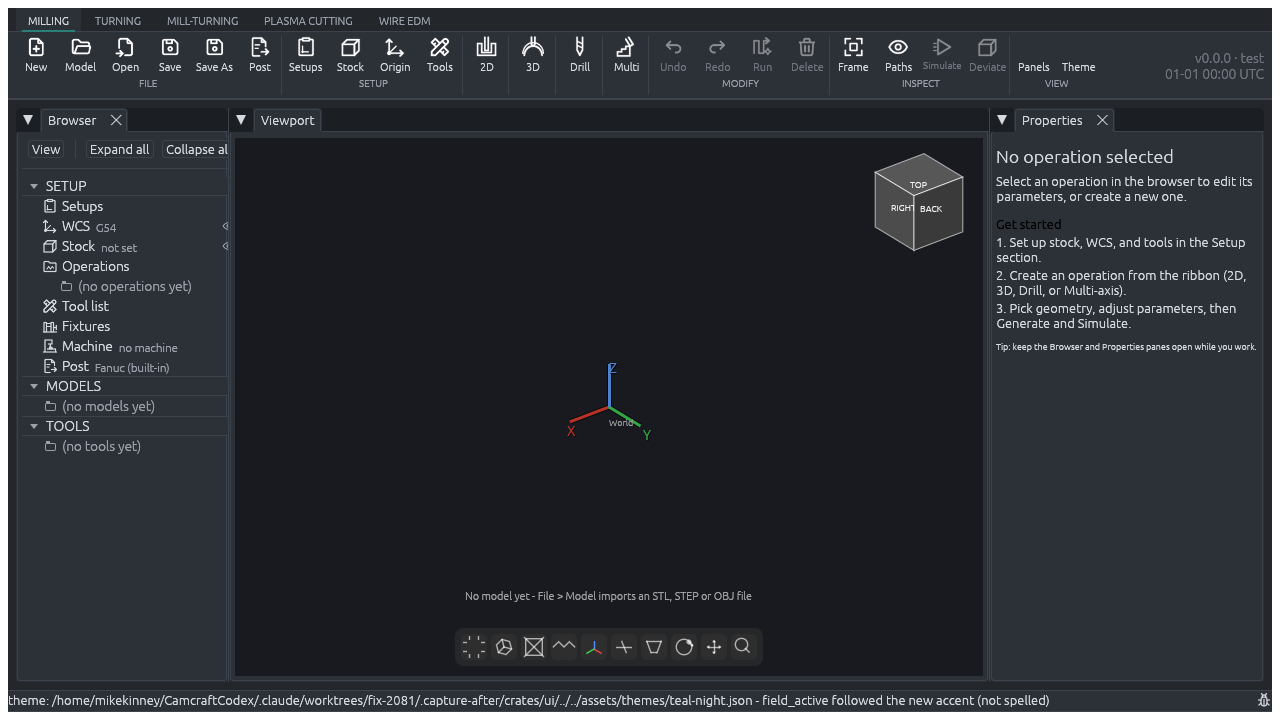 MILLING TURNING MILL-TURNING PLASMA CUTTING WIRE EDM
New Model Open Save Save As Post Setups Stock Origin Tools 2D 3D Drill Multi Undo Redo Run Delete Frame Paths Simulate Deviate Panels Theme
FILE SETUP MODIFY INSPECT VIEW
v0.0.0 · test
01-01 00:00 UTC
Browser
View Expand all Collapse al
SETUP
Setups
WCS G54
Stock not set
Operations
(no operations yet)
Tool list
Fixtures
Machine no machine
Post Fanuc (built-in)
MODELS
(no models yet)
TOOLS
(no tools yet)
Viewport
TOP
RIGHT BACK
Z
World
X Y
No model yet - File > Model imports an STL, STEP or OBJ file
Properties
No operation selected
Select an operation in the browser to edit its
parameters, or create a new one.
Get started
1. Set up stock, WCS, and tools in the Setup
section.
2. Create an operation from the ribbon (2D,
3D, Drill, or Multi-axis).
3. Pick geometry, adjust parameters, then
Generate and Simulate.
Tip: keep the Browser and Properties panes open while you work.
theme: /home/mikekinney/CamcraftCodex/.claude/worktrees/fix-2081/.capture-after/crates/ui/../../assets/themes/teal-night.json - field_active followed the new accent (not spelled)